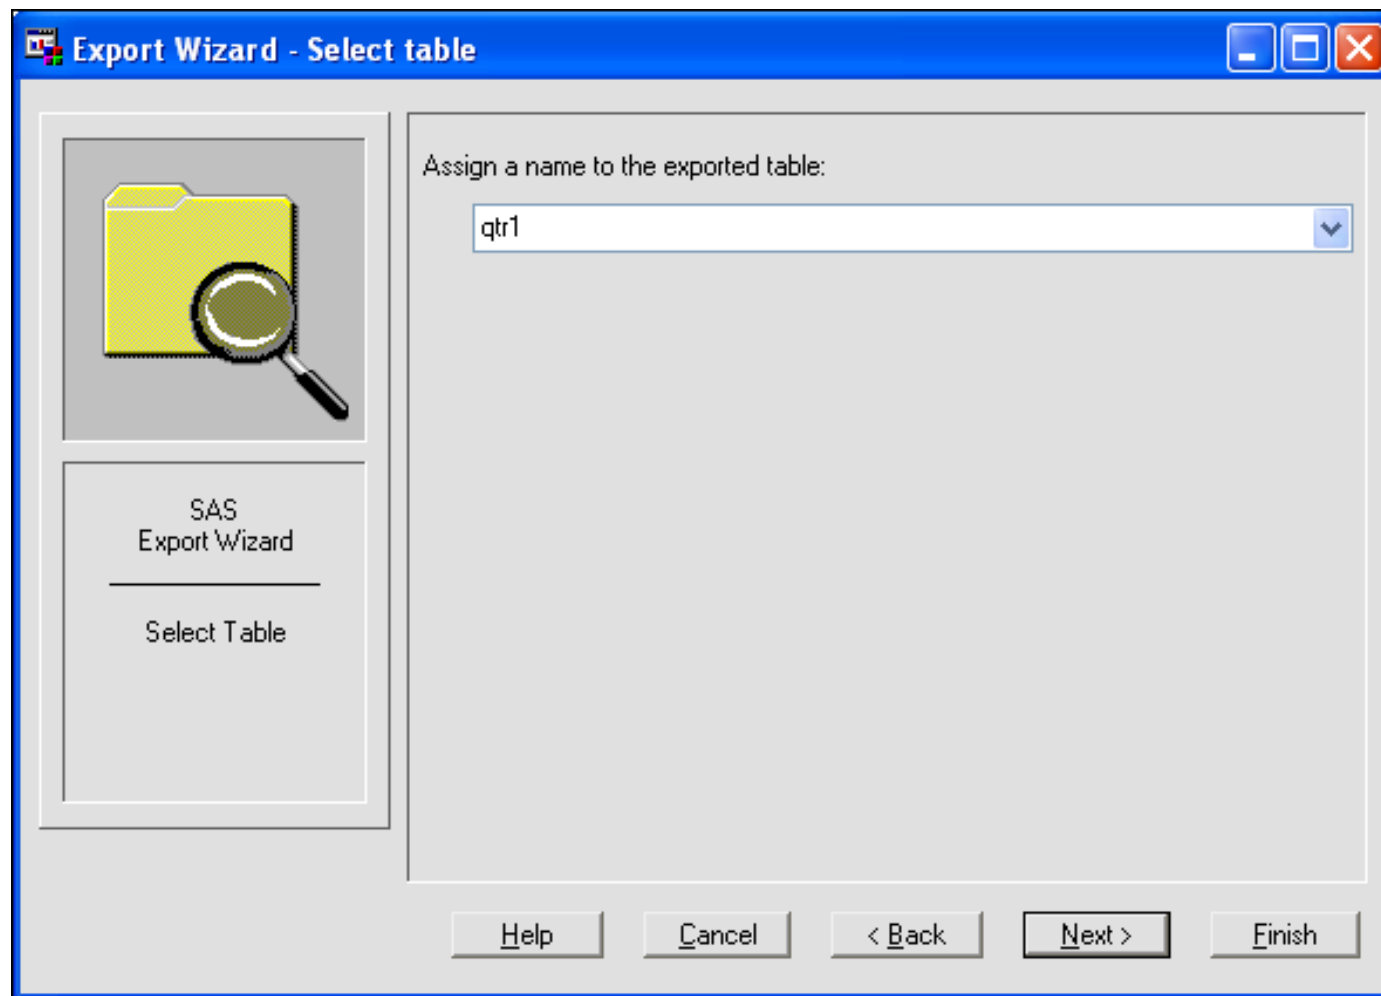 Export Wizard - Select table
Assign a name to the exported table:
qtr1
SAS
Export Wizard
Select Table
Help
Cancel
< Back
Next >
Finish